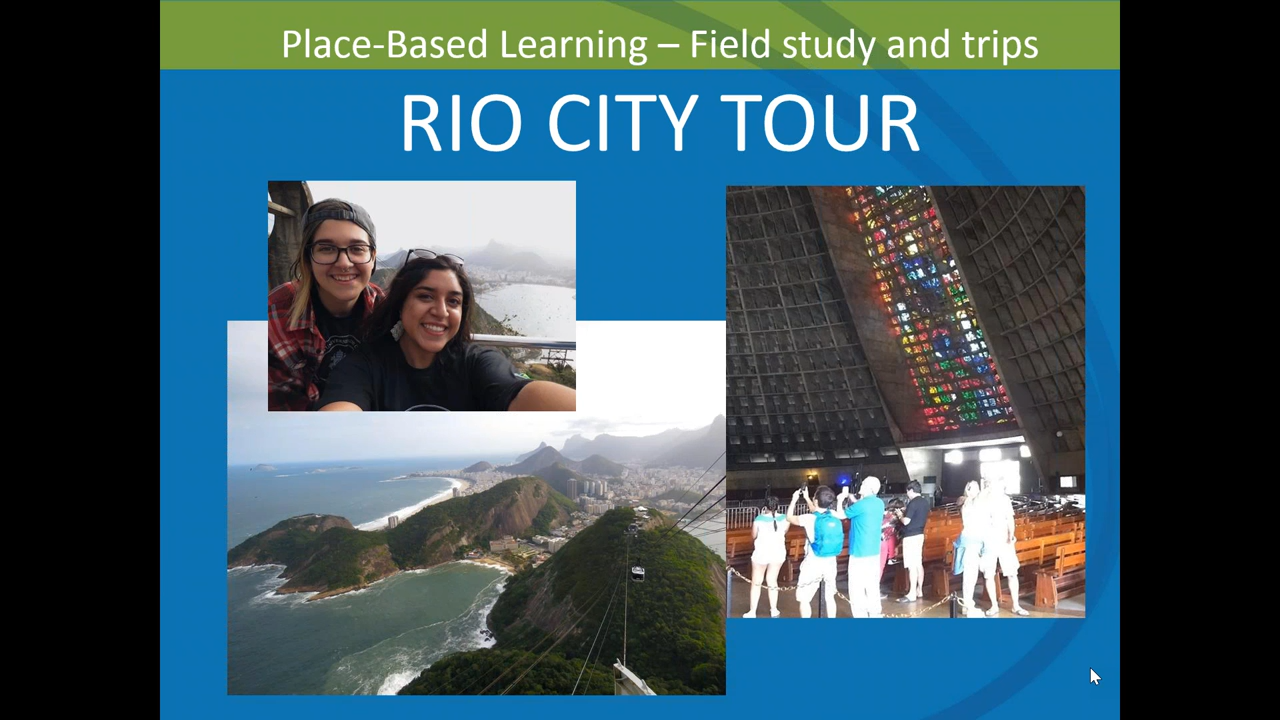 Place-Based Learning – Field study and trips
RIO CITY TOUR